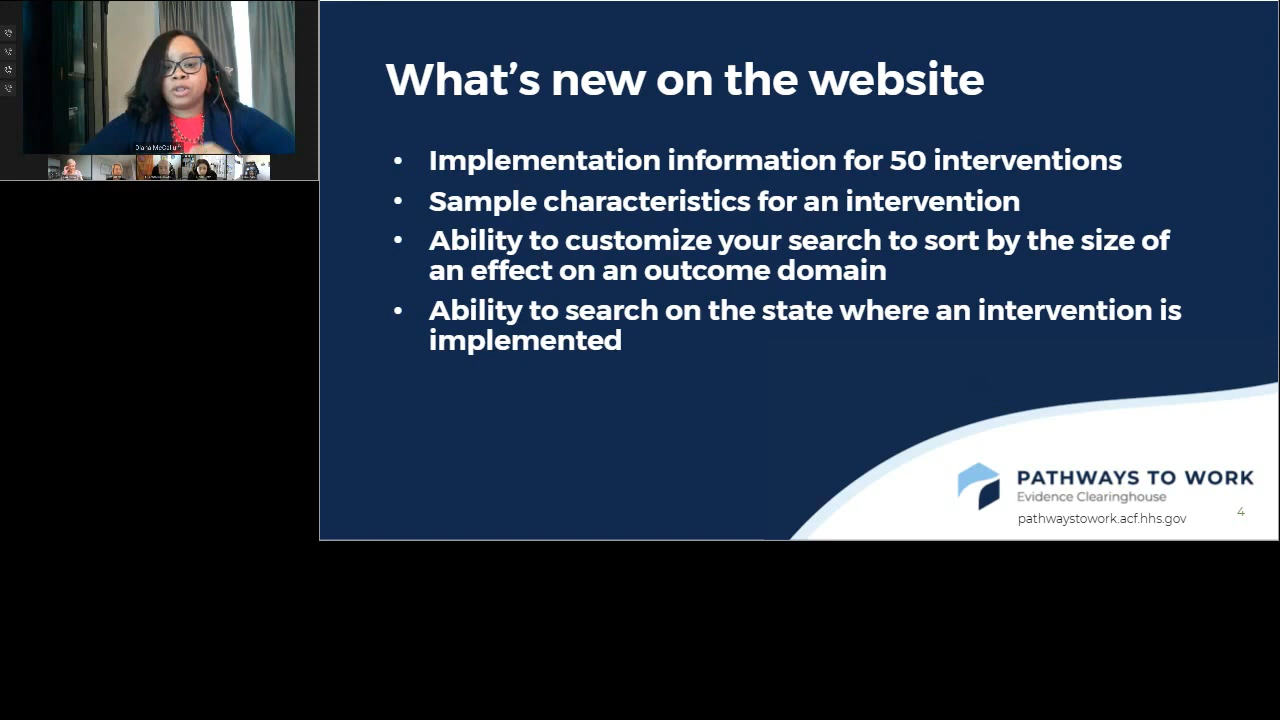 Diana McCallum
What's new on the website
• Implementation information for 50 interventions
• Sample characteristics for an intervention
• Ability to customize your search to sort by the size of
an effect on an outcome domain
• Ability to search on the state where an intervention is
implemented
PATHWAYS TO WORK
Evidence Clearinghouse
pathwaystowork.acf.hhs.gov
4